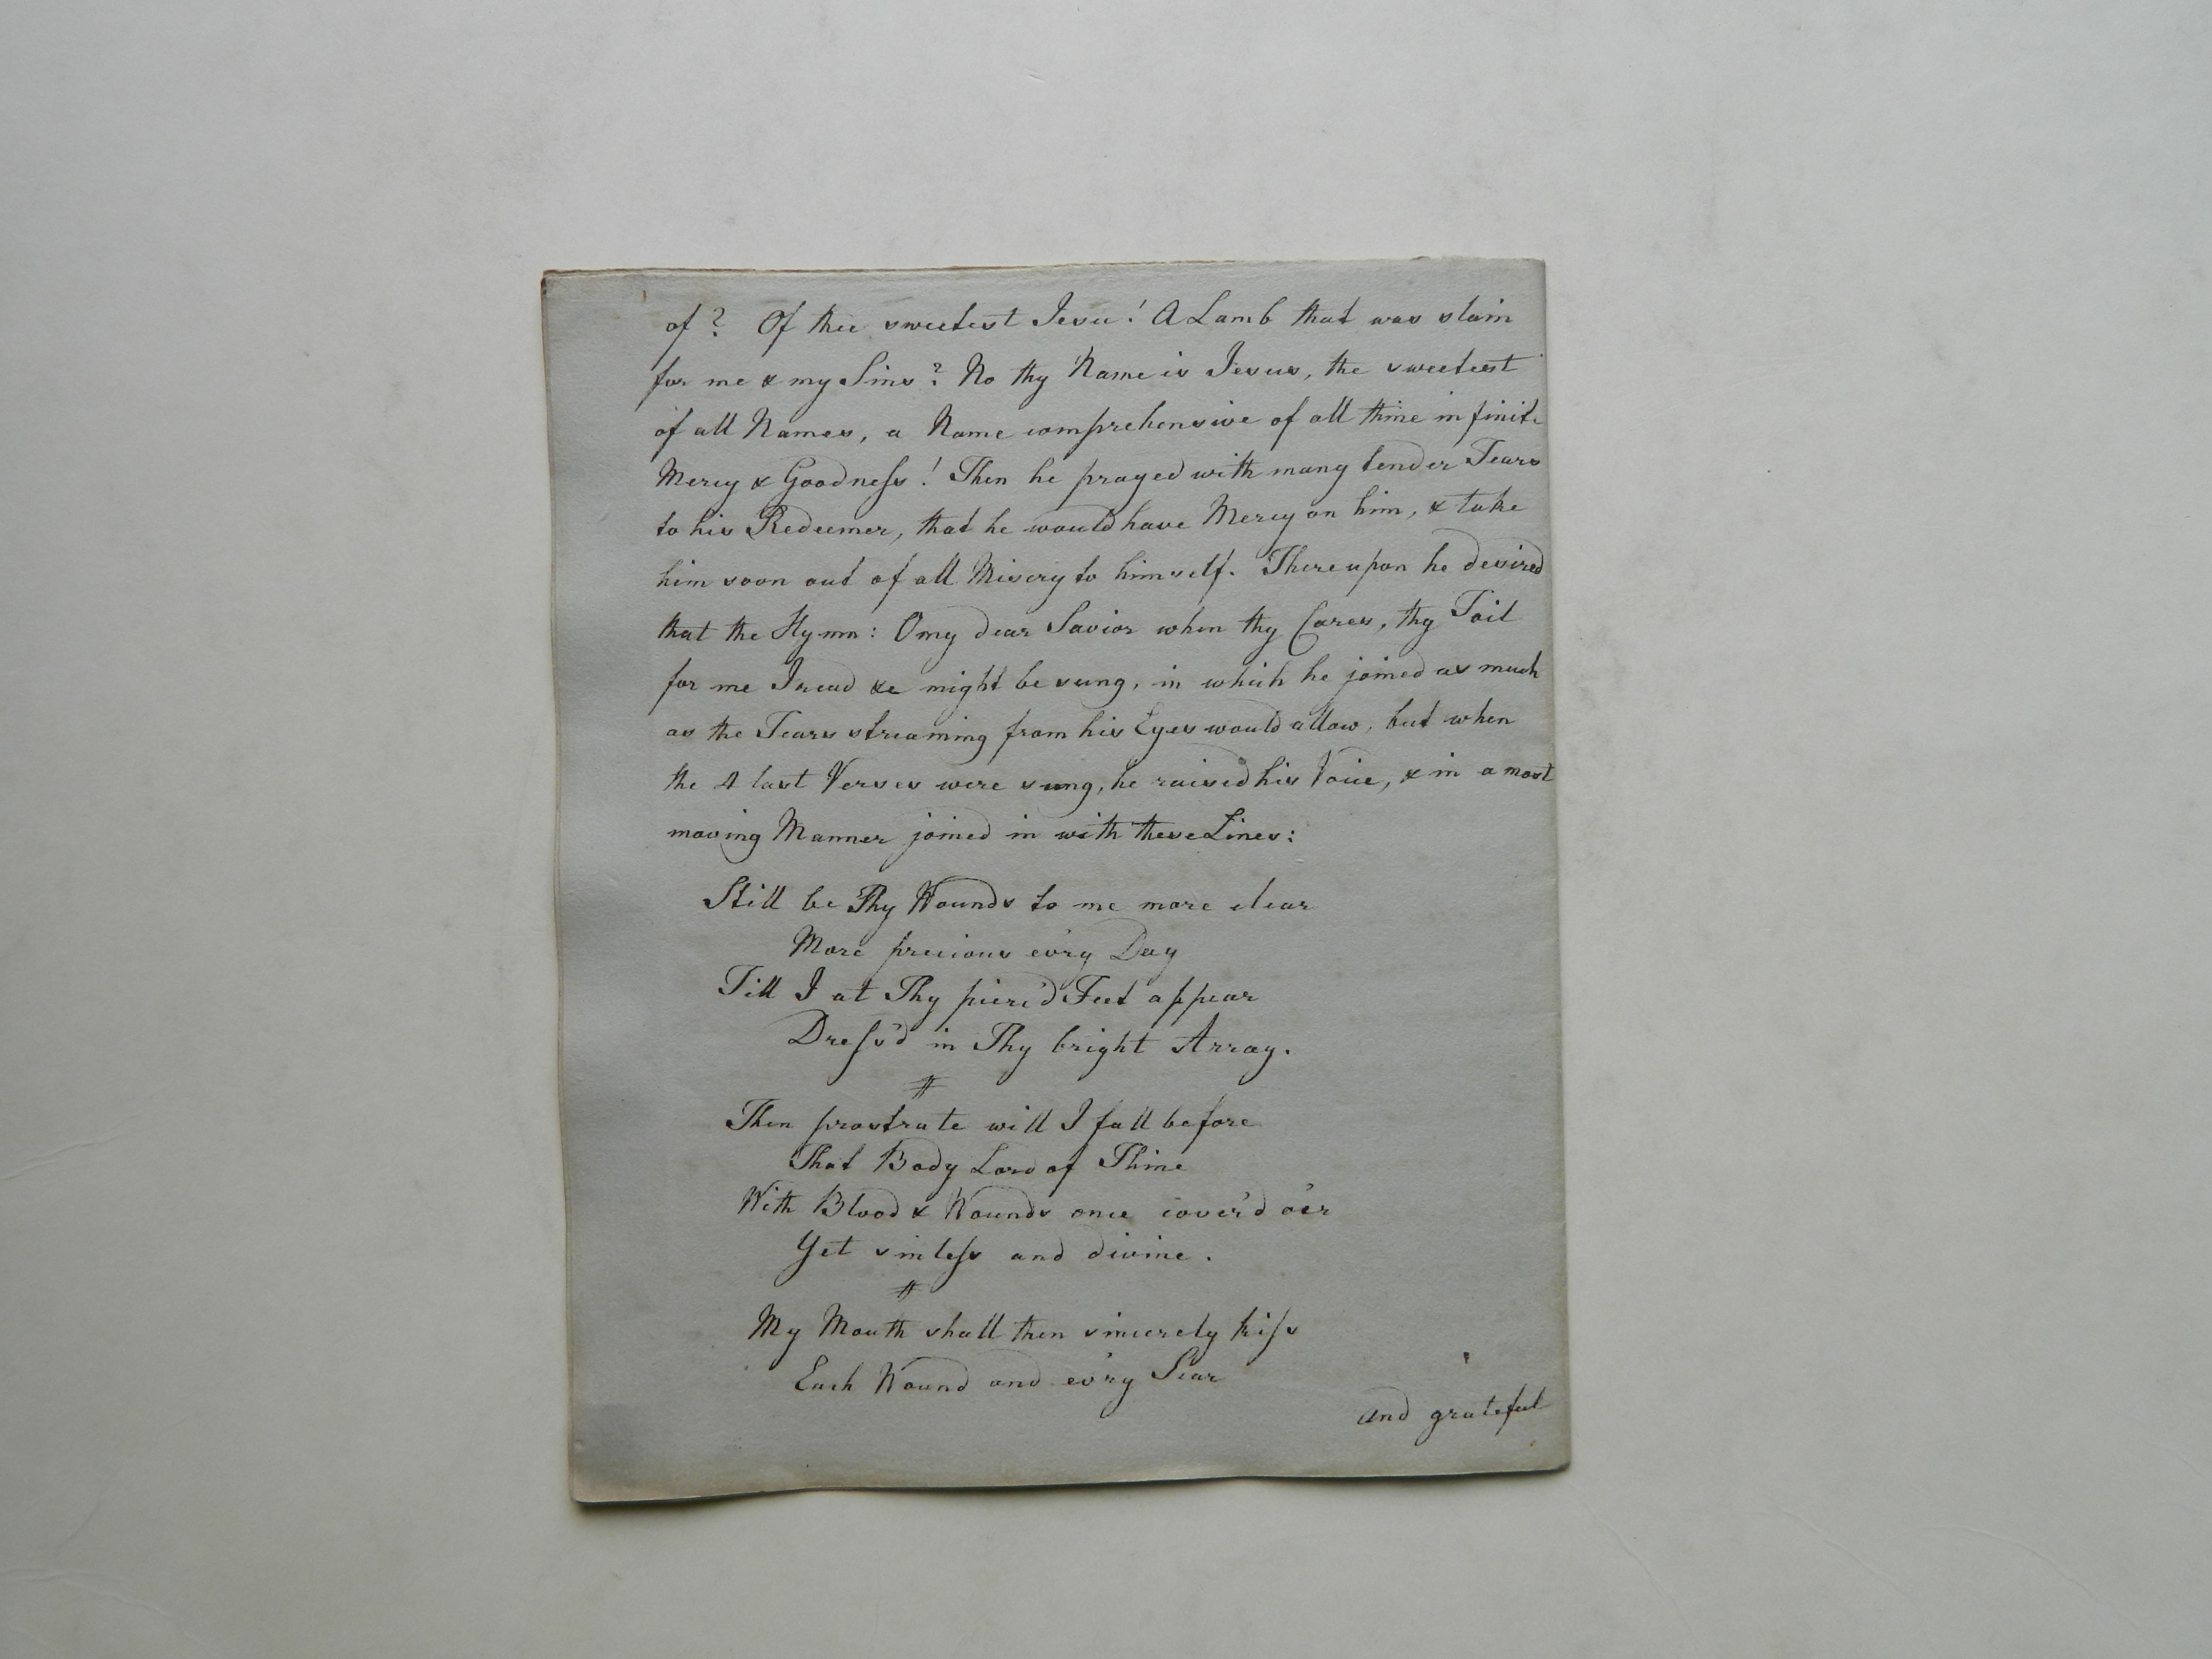 of? Of thee sweetest Jesu! A Lamb that was slain
for me & my Sins? No thy Name is Jesus, the sweetest
of all Names, a Name comprehensive of all thine infinite
Mercy & Goodness! Then he prayed with many tender Tears
to his Redeemer, that he would have Mercy on him, & take
him soon out of all Misery to himself. Thereupon he desired
that the Hymn: O my dear Savior when thy Cares, thy Toil
for me I read &c might be sung, in which he joined as much
as the Tears streaming from his Eyes would allow, but when
the 4 last Verses were sung, he raised his Voice, & in a most
moving Manner joined in with these Lines:
Still be Thy Wounds to me more clear
More precious ev'ry Day
Till I at Thy pierc'd Feet appear
Dress'd in Thy bright Array.
#
Then prostrate will I fall before
That Body Lord of Thine
With Blood & Wounds once cover'd o'er
Yet sinless and divine.
#
My Mouth shall then sincerely kiss
Each Wound and ev'ry Scar
and grateful